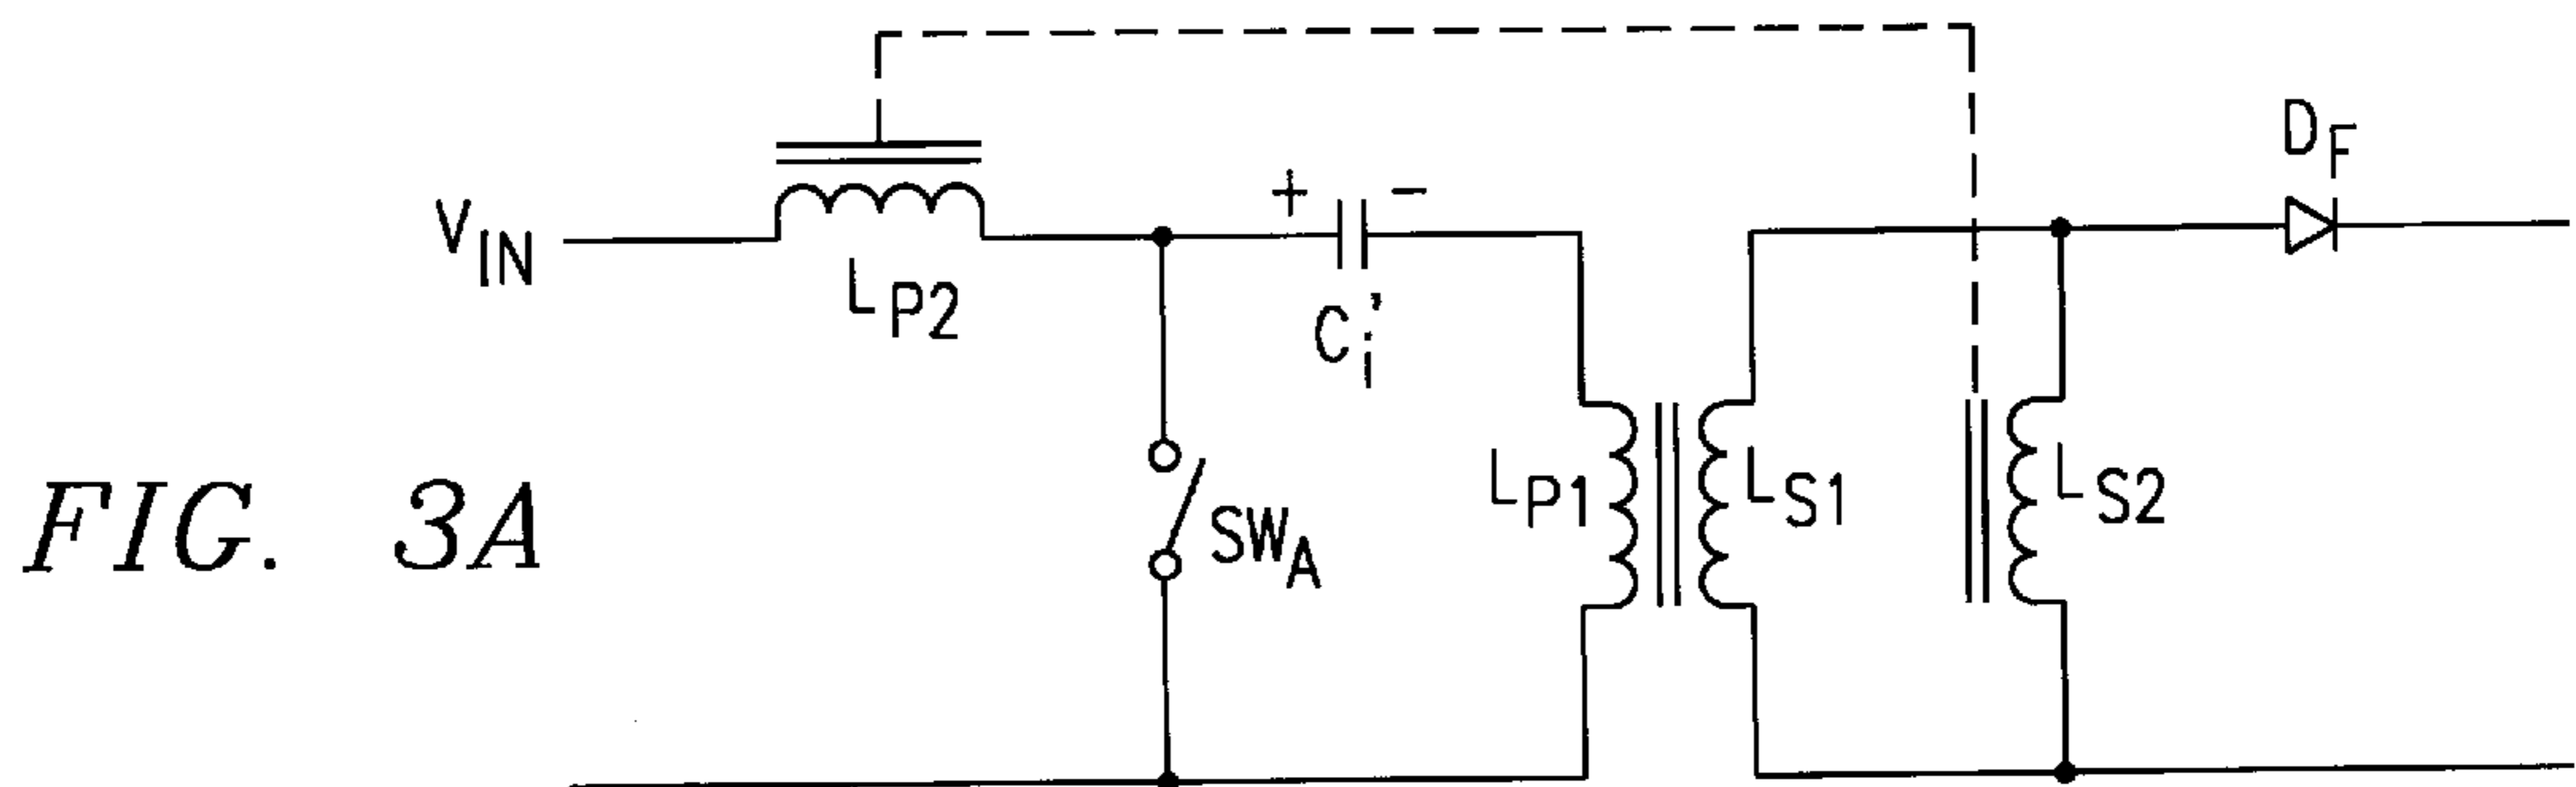 D_F
V_IN
L_P2
+ -
C_i'
L_P1
L_S1
L_S2
SW_A
FIG. 3A